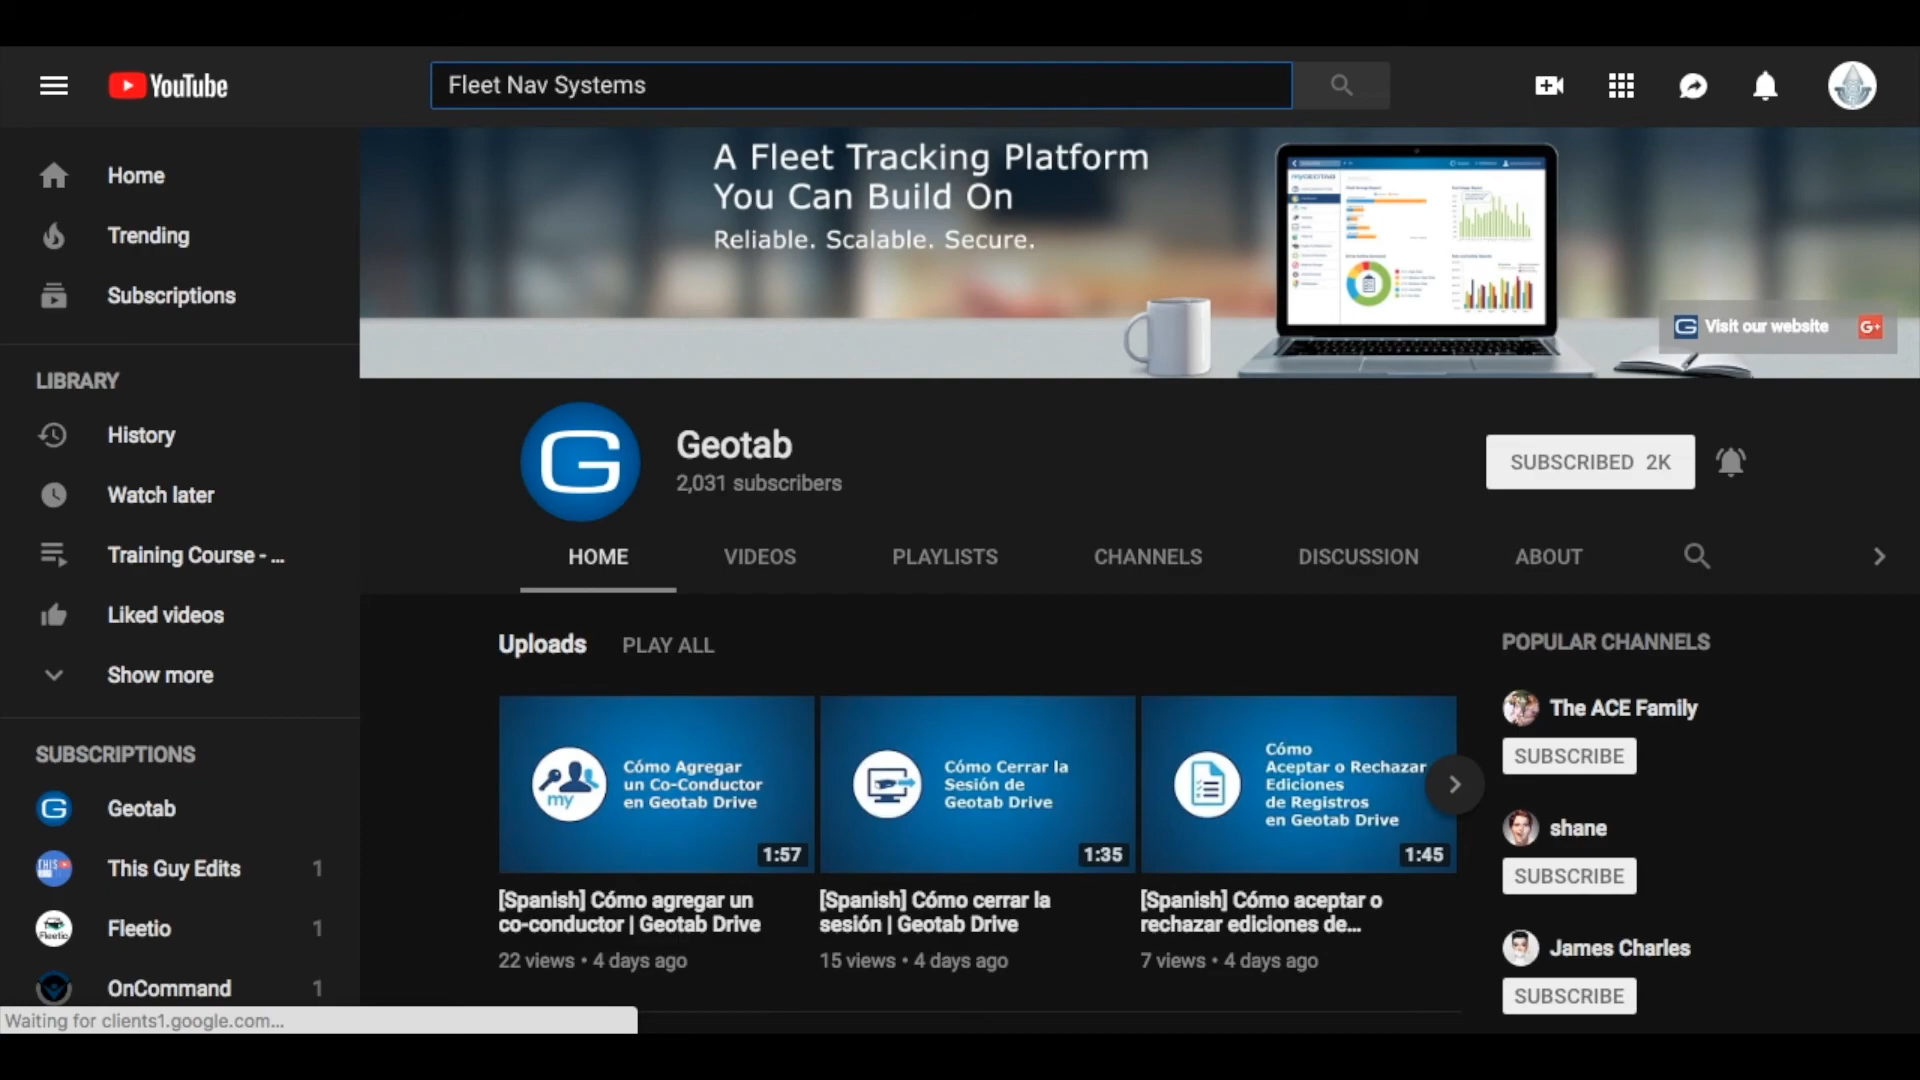 YouTube
Fleet Nav Systems
Home
Trending
Subscriptions
LIBRARY
History
Watch later
Training Course - ...
Liked videos
Show more
SUBSCRIPTIONS
Geotab
This Guy Edits 1
Fleetio 1
OnCommand 1
Waiting for clients1.google.com...
A Fleet Tracking Platform
You Can Build On
Reliable. Scalable. Secure.
Visit our website
G+
Geotab
2,031 subscribers
SUBSCRIBED 2K
HOME VIDEOS PLAYLISTS CHANNELS DISCUSSION ABOUT
Uploads PLAY ALL
my
Cómo Agregar
un Co-Conductor
en Geotab Drive
1:57
[Spanish] Cómo agregar un
co-conductor | Geotab Drive
22 views • 4 days ago
Cómo Cerrar la
Sesión de
Geotab Drive
1:35
[Spanish] Cómo cerrar la
sesión | Geotab Drive
15 views • 4 days ago
Cómo
Aceptar o Rechazar
Ediciones
de Registros
en Geotab Drive
1:45
[Spanish] Cómo aceptar o
rechazar ediciones de...
7 views • 4 days ago
POPULAR CHANNELS
The ACE Family
SUBSCRIBE
shane
SUBSCRIBE
James Charles
SUBSCRIBE